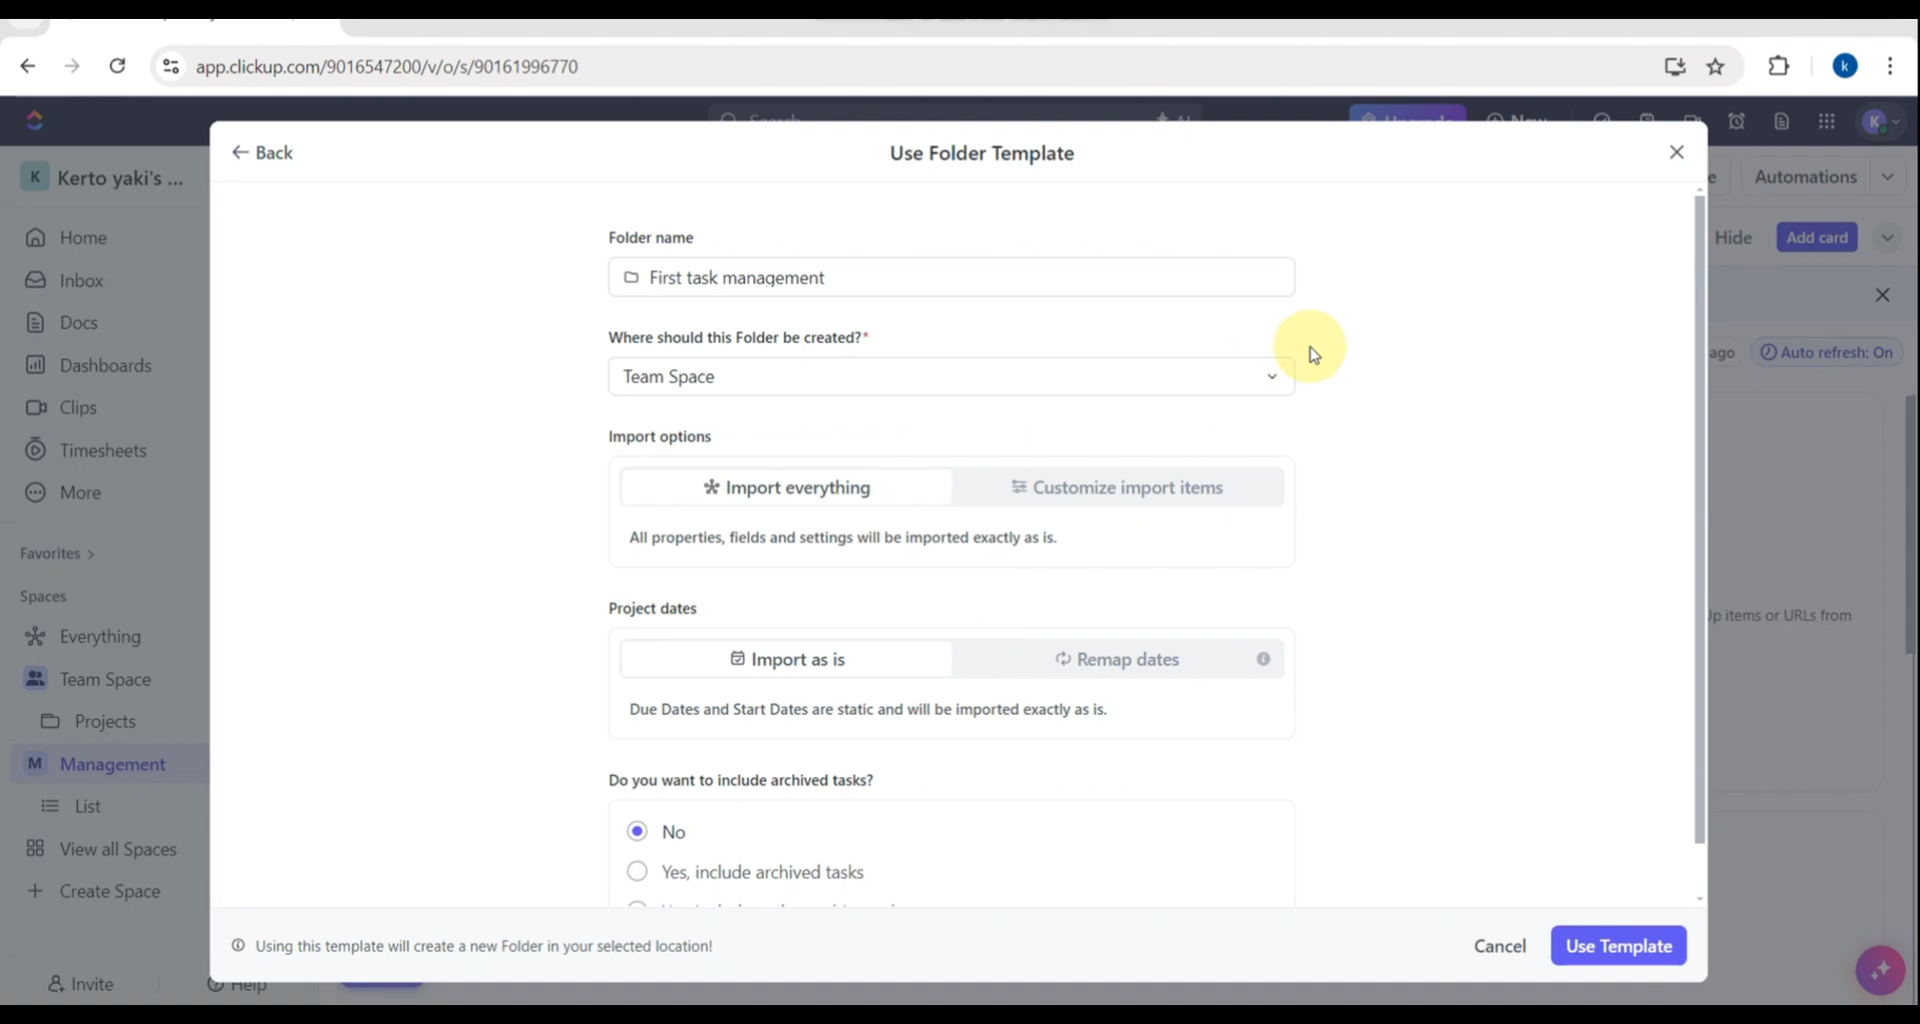 app.clickup.com/9016547200/v/o/s/90161996770
k
Search
AI
Upgrade
New
K
K Kerto yaki's ...
Automations
Home
Inbox
Docs
Dashboards
Clips
Timesheets
More
Favorites
Spaces
Everything
Team Space
Projects
M Management
List
View all Spaces
Create Space
Invite
Help
Hide
Add card
ago
Auto refresh: On
items or URLs from
Back
Use Folder Template
Folder name
First task management
Where should this Folder be created?*
Team Space
Import options
Import everything
Customize import items
All properties, fields and settings will be imported exactly as is.
Project dates
Import as is
Remap dates
Due Dates and Start Dates are static and will be imported exactly as is.
Do you want to include archived tasks?
No
Yes, include archived tasks
Using this template will create a new Folder in your selected location!
Cancel
Use Template